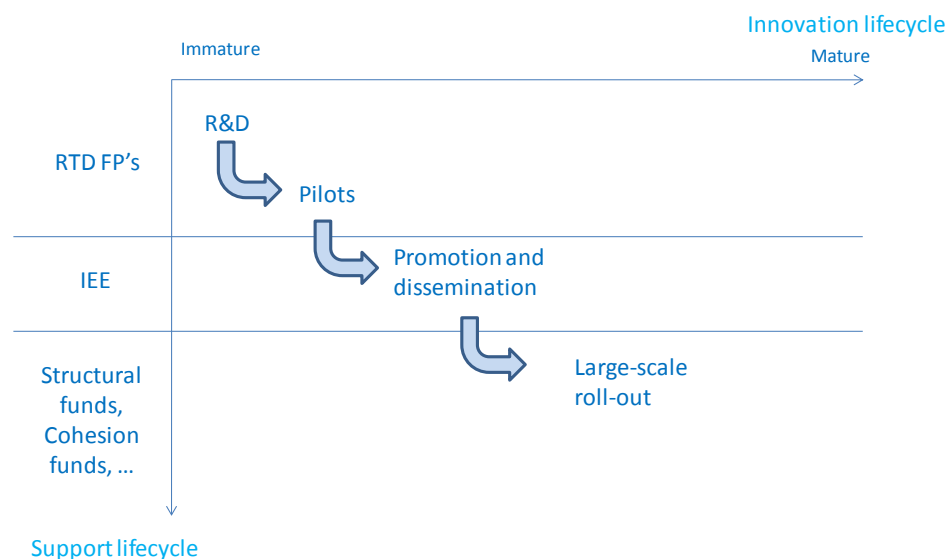 Innovation lifecycle
Immature
Mature
R&D
RTD FP’s
Pilots
Promotion and
dissemination
IEE
Large-scale
roll-out
Structural
funds,
Cohesion
funds, ...
Support lifecycle